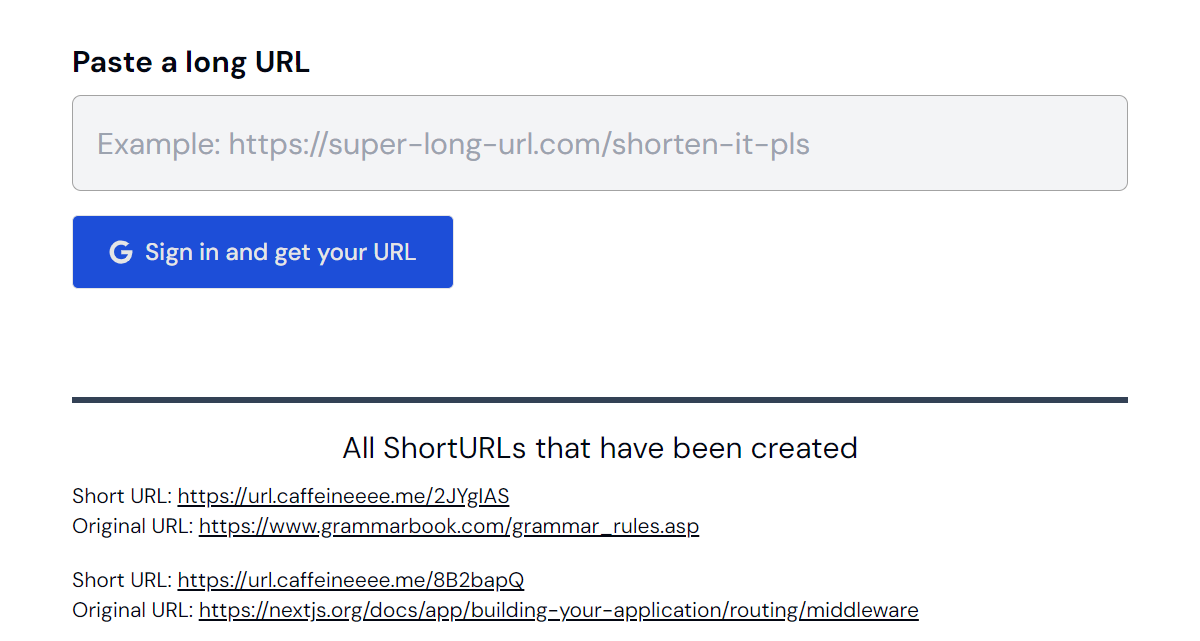 Paste a long URL
Example: https://super-long-url.com/shorten-it-pls
G Sign in and get your URL
All ShortURLs that have been created
Short URL: https://url.caffeineeee.me/2JYglAS
Original URL: https://www.grammarbook.com/grammar_rules.asp
Short URL: https://url.caffeineeee.me/8B2bapQ
Original URL: https://nextjs.org/docs/app/building-your-application/routing/middleware